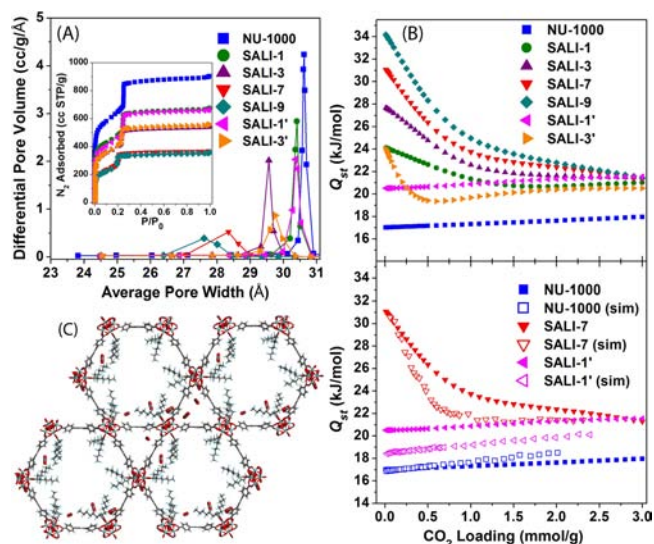 (A)
Differential Pore Volume (cc/g/Å)
5
4
3
2
1
0
24 25 26 27 28 29 30 31
Average Pore Width (Å)
NU-1000
SALI-1
SALI-3
SALI-7
SALI-9
SALI-1'
SALI-3'
N2 Adsorbed (cc STP/g)
1000
800
600
400
200
0
0.0 0.2 0.4 0.6 0.8 1.0
P/P0
(B)
Qst (kJ/mol)
34
32
30
28
26
24
22
20
18
16
NU-1000
SALI-1
SALI-3
SALI-7
SALI-9
SALI-1'
SALI-3'
Qst (kJ/mol)
34
32
30
28
26
24
22
20
18
16
NU-1000
NU-1000 (sim)
SALI-7
SALI-7 (sim)
SALI-1'
SALI-1' (sim)
0.0 0.5 1.0 1.5 2.0 2.5 3.0
CO2 Loading (mmol/g)
(C)